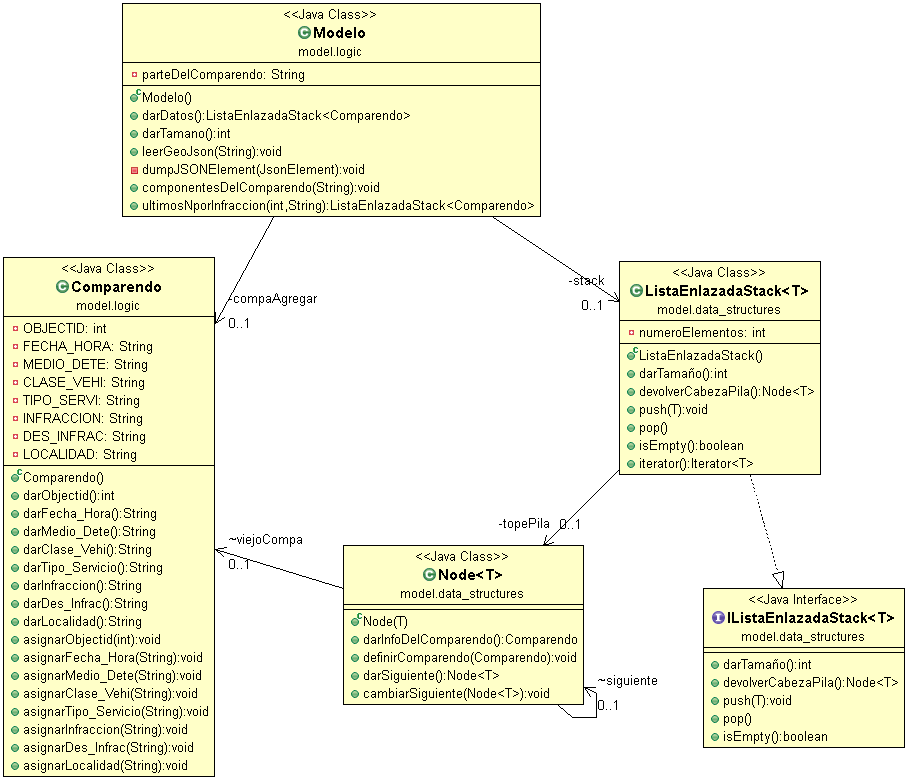 <<Java Class>>
Modelo
model.logic
parteDelComparendo: String
Modelo()
darDatos():ListaEnlazadaStack<Comparendo>
darTamano():int
leerGeoJson(String):void
dumpJSONElement(JsonElement):void
componentesDelComparendo(String):void
ultimosNporInfraccion(int,String):ListaEnlazadaStack<Comparendo>
-compaAgregar
0..1
-stack
0..1
<<Java Class>>
Comparendo
model.logic
OBJECTID: int
FECHA_HORA: String
MEDIO_DETE: String
CLASE_VEHI: String
TIPO_SERVI: String
INFRACCION: String
DES_INFRAC: String
LOCALIDAD: String
Comparendo()
darObjectid():int
darFecha_Hora():String
darMedio_Dete():String
darClase_Vehi():String
darTipo_Servicio():String
darInfraccion():String
darDes_Infrac():String
darLocalidad():String
asignarObjectid(int):void
asignarFecha_Hora(String):void
asignarMedio_Dete(String):void
asignarClase_Vehi(String):void
asignarTipo_Servicio(String):void
asignarInfraccion(String):void
asignarDes_Infrac(String):void
asignarLocalidad(String):void
<<Java Class>>
ListaEnlazadaStack<T>
model.data_structures
numeroElementos: int
ListaEnlazadaStack()
darTamaño():int
devolverCabezaPila():Node<T>
push(T):void
pop()
isEmpty():boolean
iterator():Iterator<T>
-topePila
0..1
~viejoCompa
0..1
<<Java Class>>
Node<T>
model.data_structures
Node(T)
darInfoDelComparendo():Comparendo
definirComparendo(Comparendo):void
darSiguiente():Node<T>
cambiarSiguiente(Node<T>):void
~siguiente
0..1
<<Java Interface>>
IListaEnlazadaStack<T>
model.data_structures
darTamaño():int
devolverCabezaPila():Node<T>
push(T):void
pop()
isEmpty():boolean